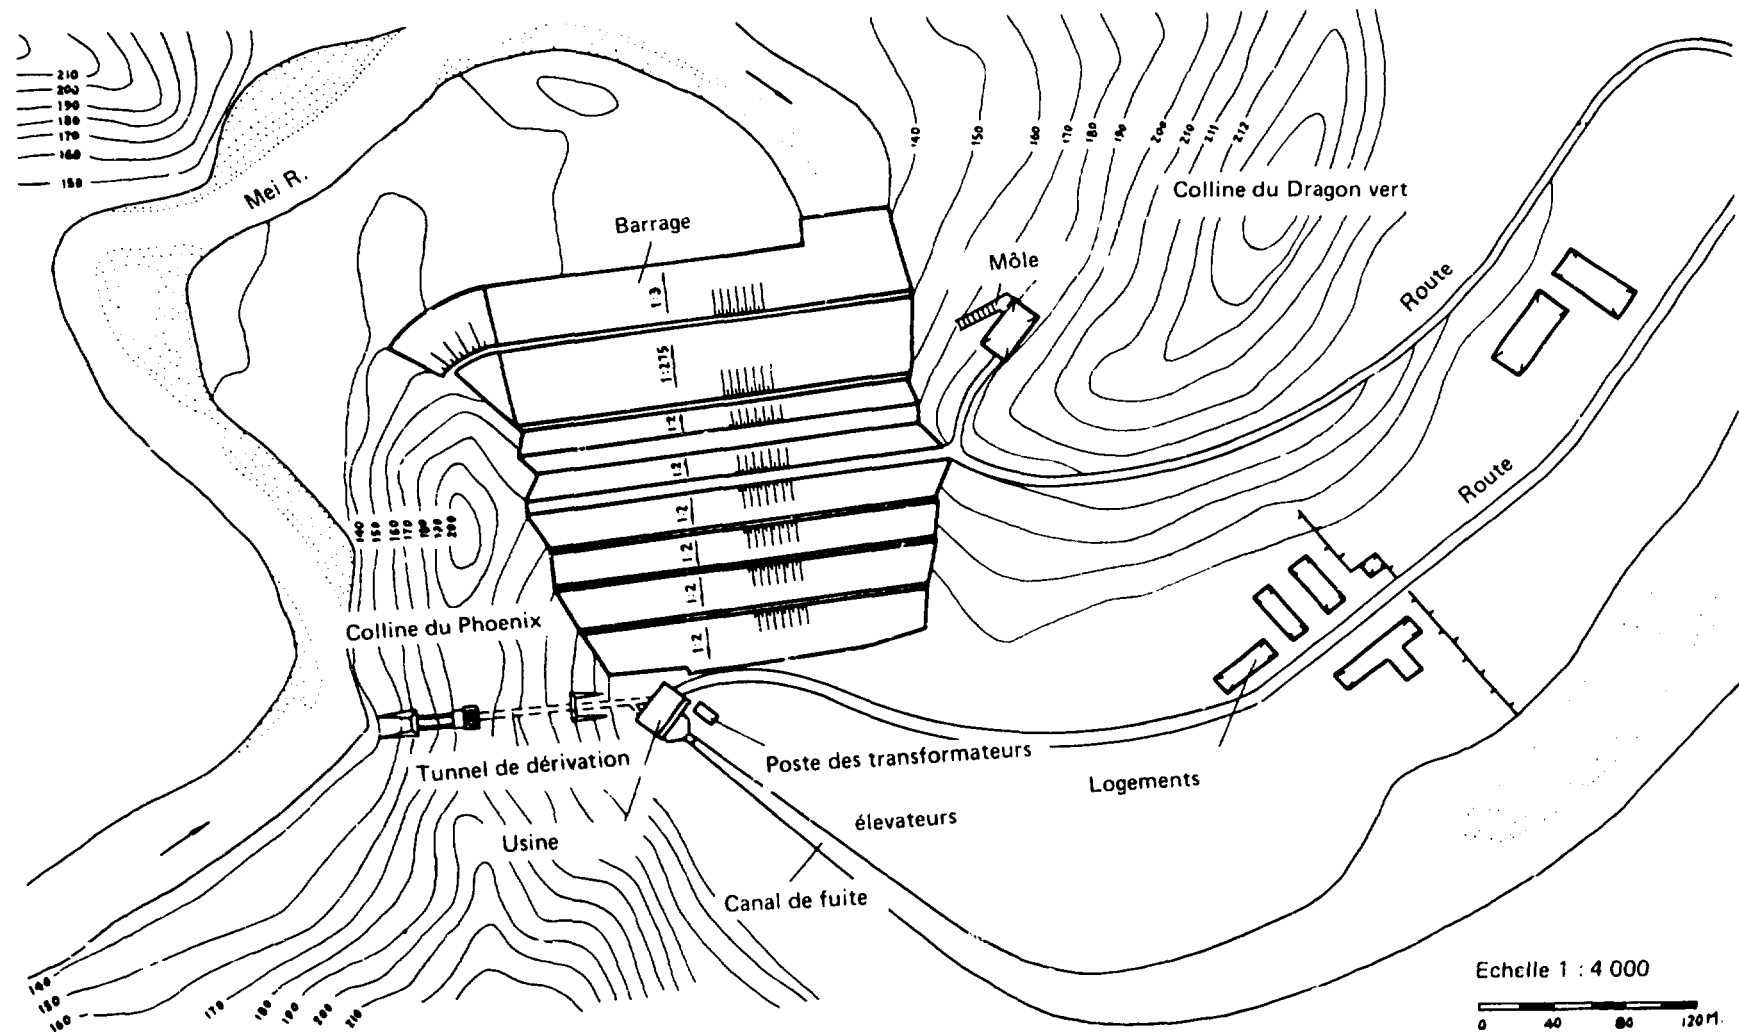 210
200
190
180
170
160
150
Mei R.
140
150
160
170
180
190
200
210
211
212
Colline du Dragon vert
Barrage
Môle
Route
1:3
1:275
1:2
1:2
1:2
1:2
1:2
1:2
Route
140
150
160
170
180
200
Colline du Phoenix
Tunnel de dérivation
Poste des transformateurs
élevateurs
Logements
Usine
Canal de fuite
140
150
160
170
180
190
200
210
Echelle 1 : 4 000
0 40 80 120 M.